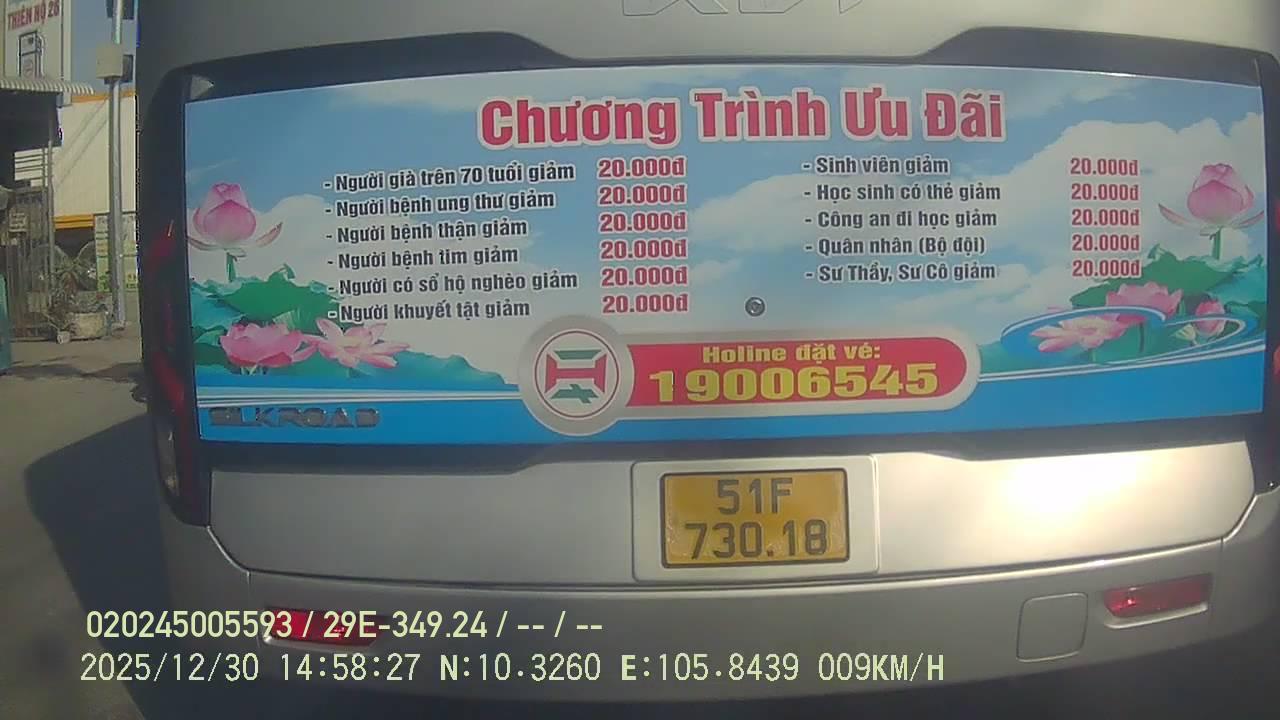 THIÊN HỘ 26
Chương Trình Ưu Đãi
- Người già trên 70 tuổi giảm 20.000đ
- Người bệnh ung thư giảm 20.000đ
- Người bệnh thận giảm 20.000đ
- Người bệnh tim giảm 20.000đ
- Người có sổ hộ nghèo giảm 20.000đ
- Người khuyết tật giảm 20.000đ
- Sinh viên giảm 20.000đ
- Học sinh có thẻ giảm 20.000đ
- Công an đi học giảm 20.000đ
- Quân nhân (Bộ đội) 20.000đ
- Sư Thầy, Sư Cô giảm 20.000đ
Holine đặt vé:
19006545
SILKROAD
51F
730.18
020245005593 / 29E-349.24 / -- / --
2025/12/30 14:58:27 N:10.3260 E:105.8439 009KM/H